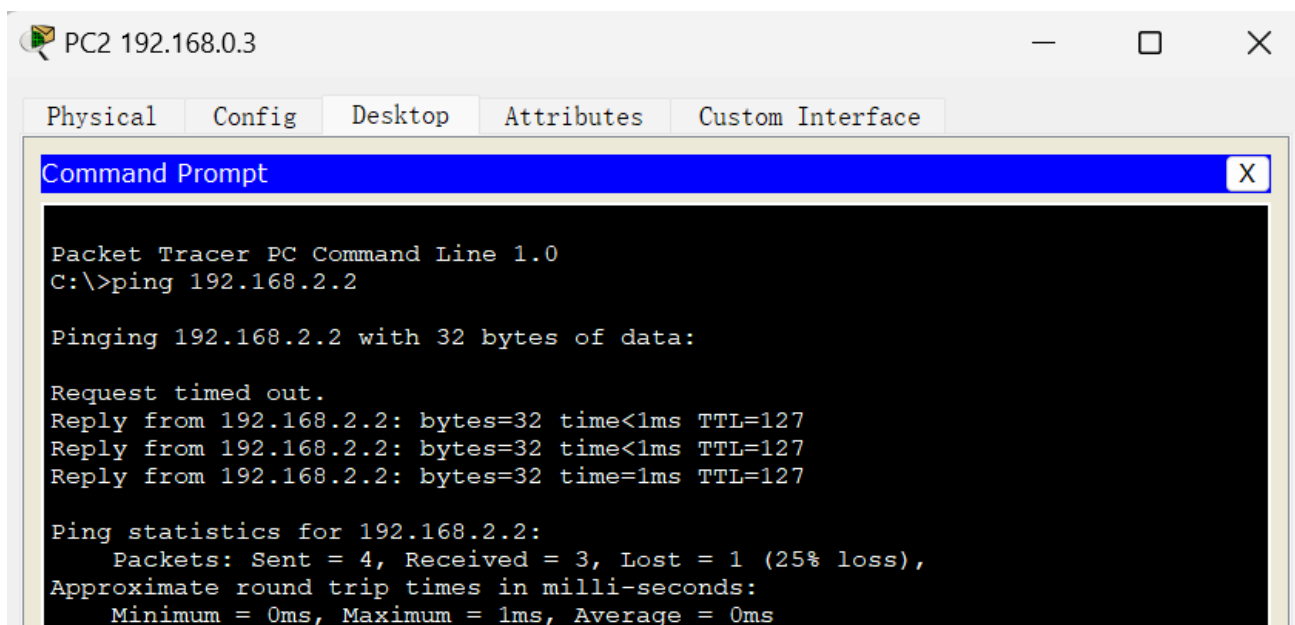 PC2 192.168.0.3
Physical Config Desktop Attributes Custom Interface
Command Prompt X
Packet Tracer PC Command Line 1.0
C:\>ping 192.168.2.2
Pinging 192.168.2.2 with 32 bytes of data:
Request timed out.
Reply from 192.168.2.2: bytes=32 time<1ms TTL=127
Reply from 192.168.2.2: bytes=32 time<1ms TTL=127
Reply from 192.168.2.2: bytes=32 time=1ms TTL=127
Ping statistics for 192.168.2.2:
Packets: Sent = 4, Received = 3, Lost = 1 (25% loss),
Approximate round trip times in milli-seconds:
Minimum = 0ms, Maximum = 1ms, Average = 0ms